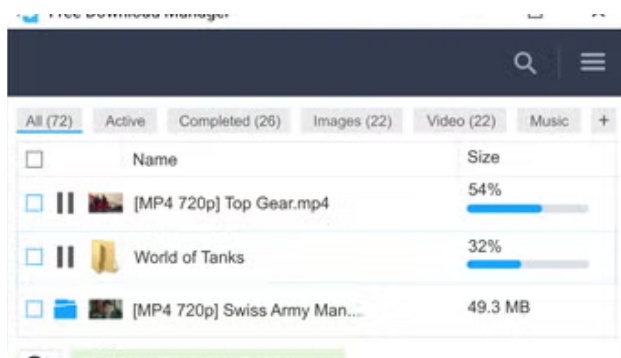 Free Download Manager
All (72) Active Completed (26) Images (22) Video (22) Music +
Name Size
[MP4 720p] Top Gear.mp4 54%
World of Tanks 32%
[MP4 720p] Swiss Army Man.... 49.3 MB